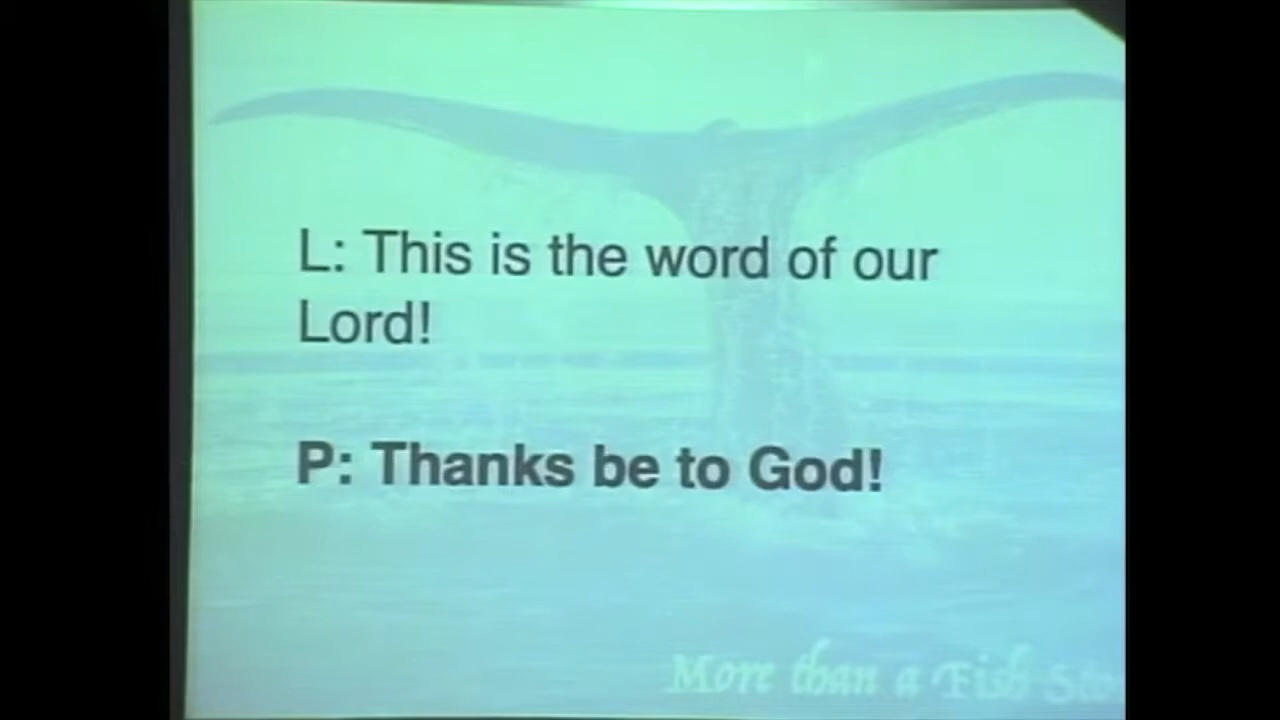 L: This is the word of our
Lord!
P: Thanks be to God!
More than a Fish